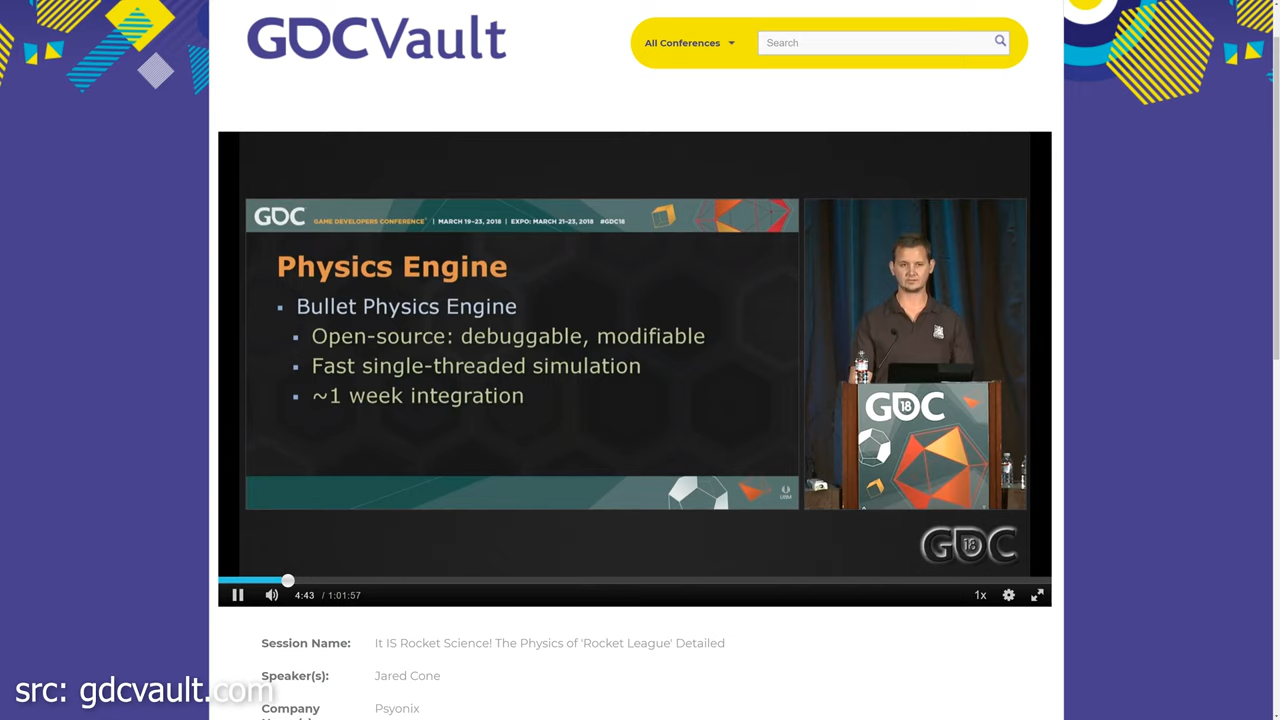 GDCVault
All Conferences
Search
GDC GAME DEVELOPERS CONFERENCE® | MARCH 19–23, 2018 | EXPO: MARCH 21–23, 2018 #GDC18
Physics Engine
Bullet Physics Engine
Open-source: debuggable, modifiable
Fast single-threaded simulation
~1 week integration
GDC 18
UBM
GDC 18
4:43 / 1:01:57
1x
Session Name: It IS Rocket Science! The Physics of 'Rocket League' Detailed
Speaker(s): Jared Cone
src: gdcvault.com
Company Psyonix